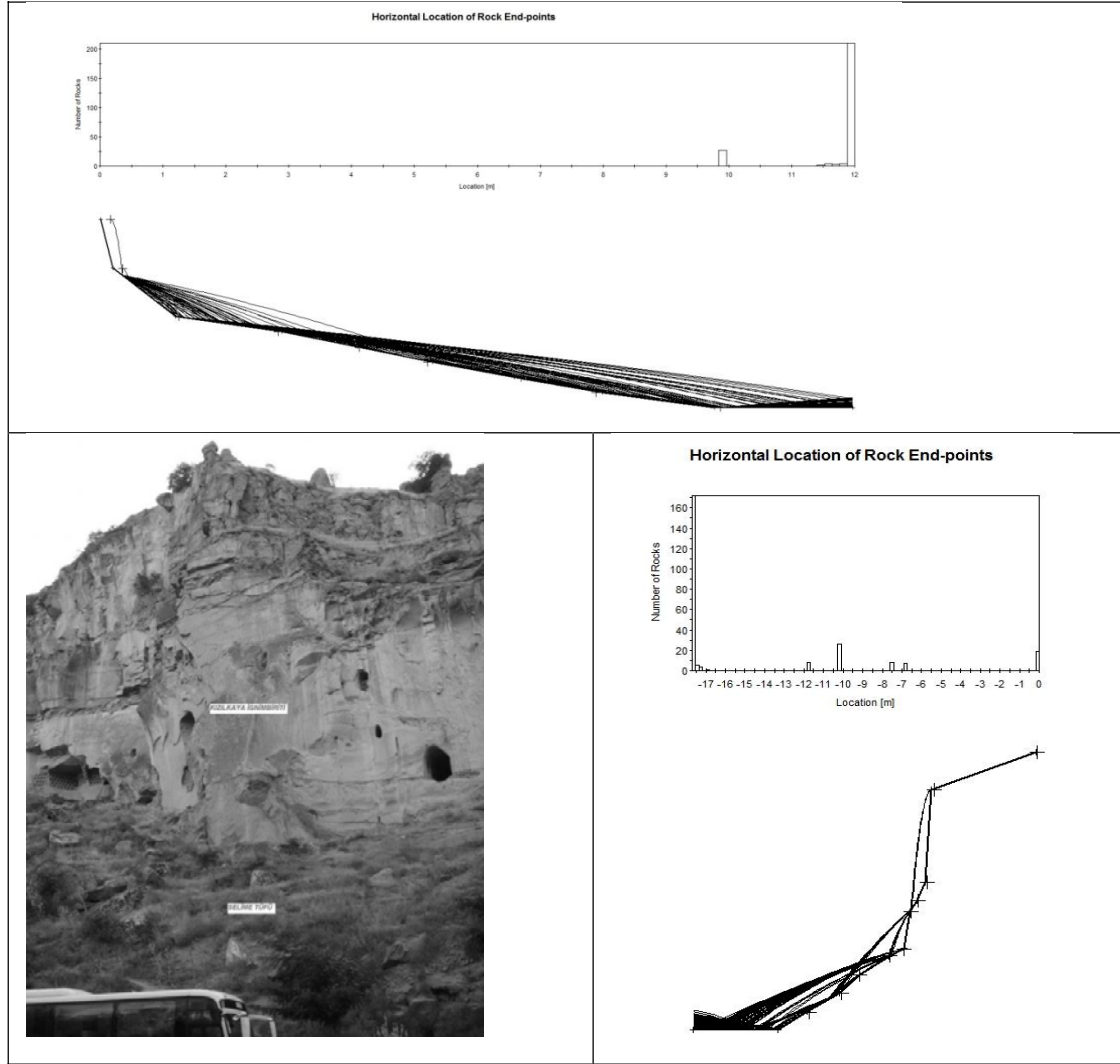 Horizontal Location of Rock End-points
Number of Rocks
200
150
100
50
0
0 1 2 3 4 5 6 7 8 9 10 11 12
Location [m]
KIZILKAYA İGNİMBİRİTİ
SELİME TÜFÜ
Horizontal Location of Rock End-points
Number of Rocks
160
140
120
100
80
60
40
20
0
-17 -16 -15 -14 -13 -12 -11 -10 -9 -8 -7 -6 -5 -4 -3 -2 -1 0
Location [m]